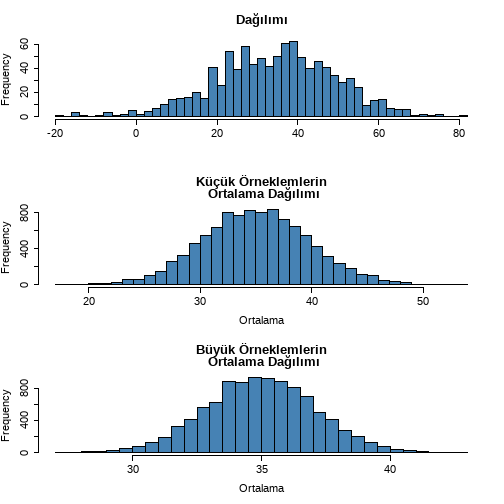 Dağılımı
Frequency
0 20 40 60
-20 0 20 40 60 80
Küçük Örneklemlerin
Ortalama Dağılımı
Frequency
0 400 800
20 30 40 50
Ortalama
Büyük Örneklemlerin
Ortalama Dağılımı
Frequency
0 400 800
30 35 40
Ortalama